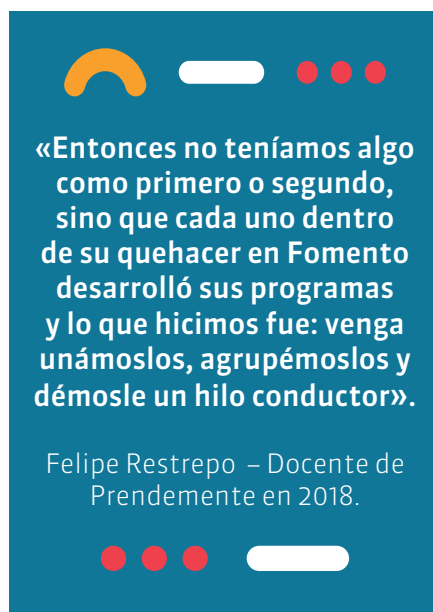 «Entonces no teníamos algo
como primero o segundo,
sino que cada uno dentro
de su quehacer en Fomento
desarrolló sus programas
y lo que hicimos fue: venga
unámoslos, agrupémoslos y
démosle un hilo conductor».
Felipe Restrepo – Docente de
Prendemente en 2018.